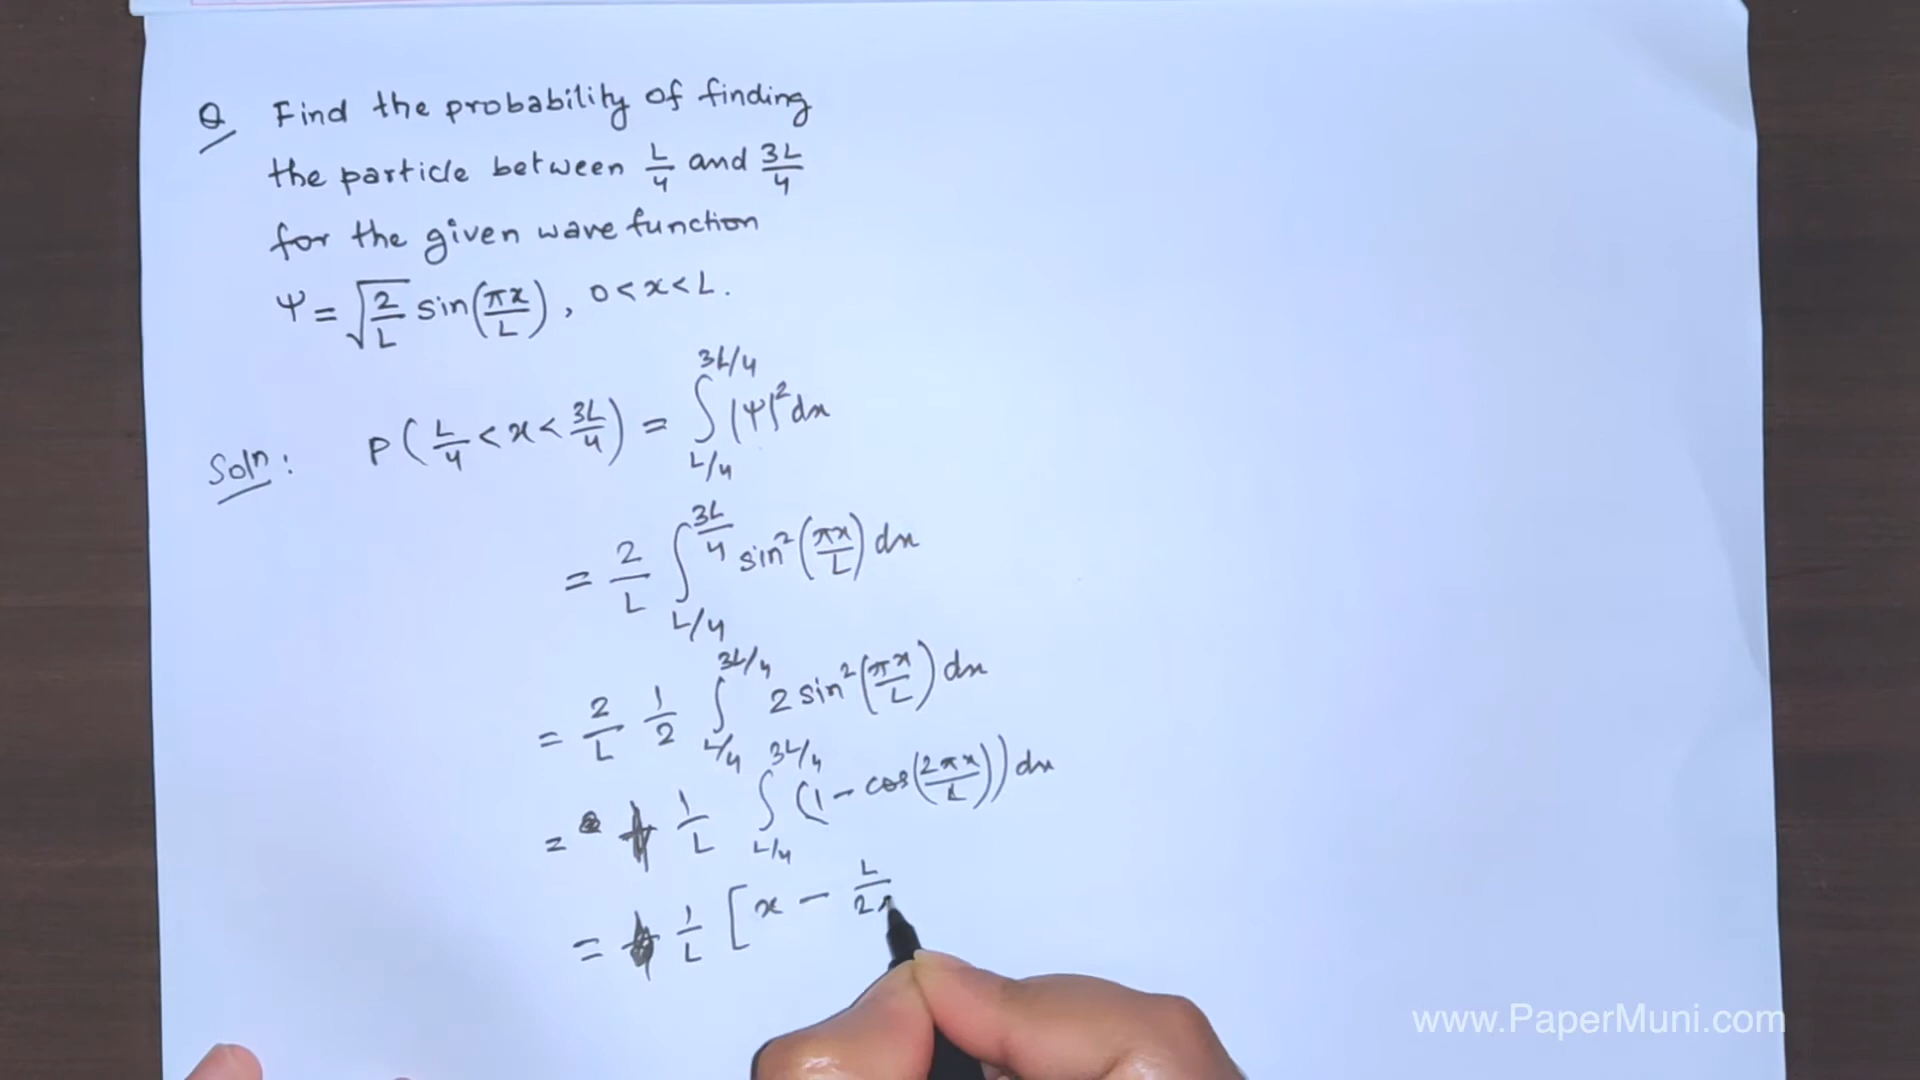 Q Find the probability of finding
the particle between L/4 and 3L/4
for the given wave function
Ψ = √(2/L) sin(πx/L), 0<x<L.
Soln: P(L/4 < x < 3L/4) = ∫_{L/4}^{3L/4} |Ψ|² dx
= 2/L ∫_{L/4}^{3L/4} sin²(πx/L) dx
= 2/L 1/2 ∫_{L/4}^{3L/4} 2 sin²(πx/L) dx
= 1/L ∫_{L/4}^{3L/4} (1 - cos(2πx/L)) dx
= 1/L [x - L/2
www.PaperMuni.com